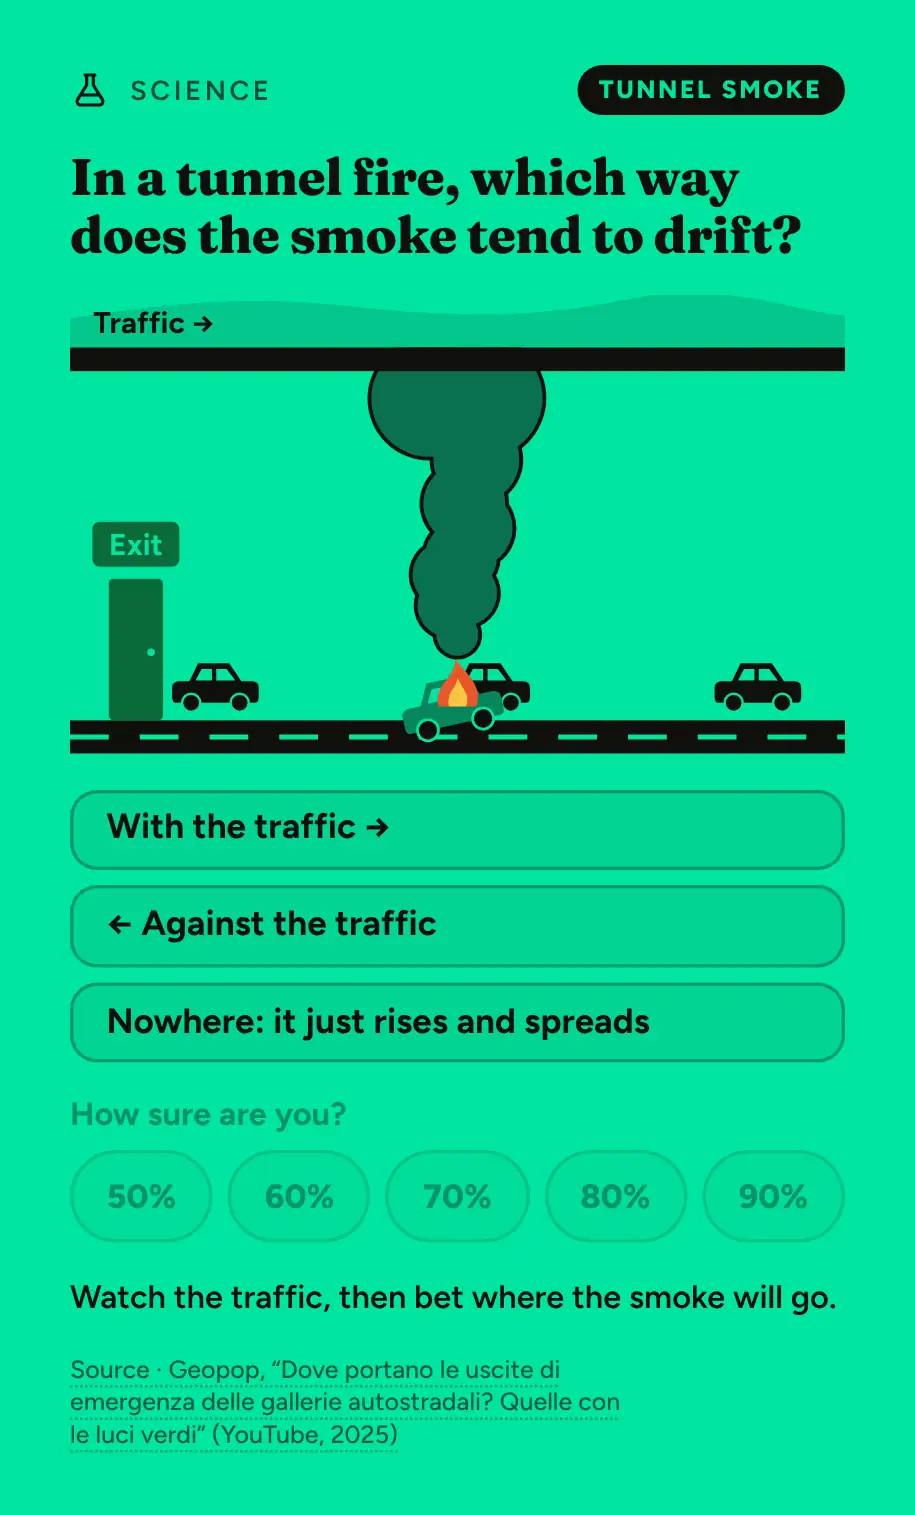 SCIENCE
TUNNEL SMOKE
In a tunnel fire, which way
does the smoke tend to drift?
Traffic →
Exit
With the traffic →
← Against the traffic
Nowhere: it just rises and spreads
How sure are you?
50% 60% 70% 80% 90%
Watch the traffic, then bet where the smoke will go.
Source · Geopop, “Dove portano le uscite di
emergenza delle gallerie autostradali? Quelle con
le luci verdi” (YouTube, 2025)